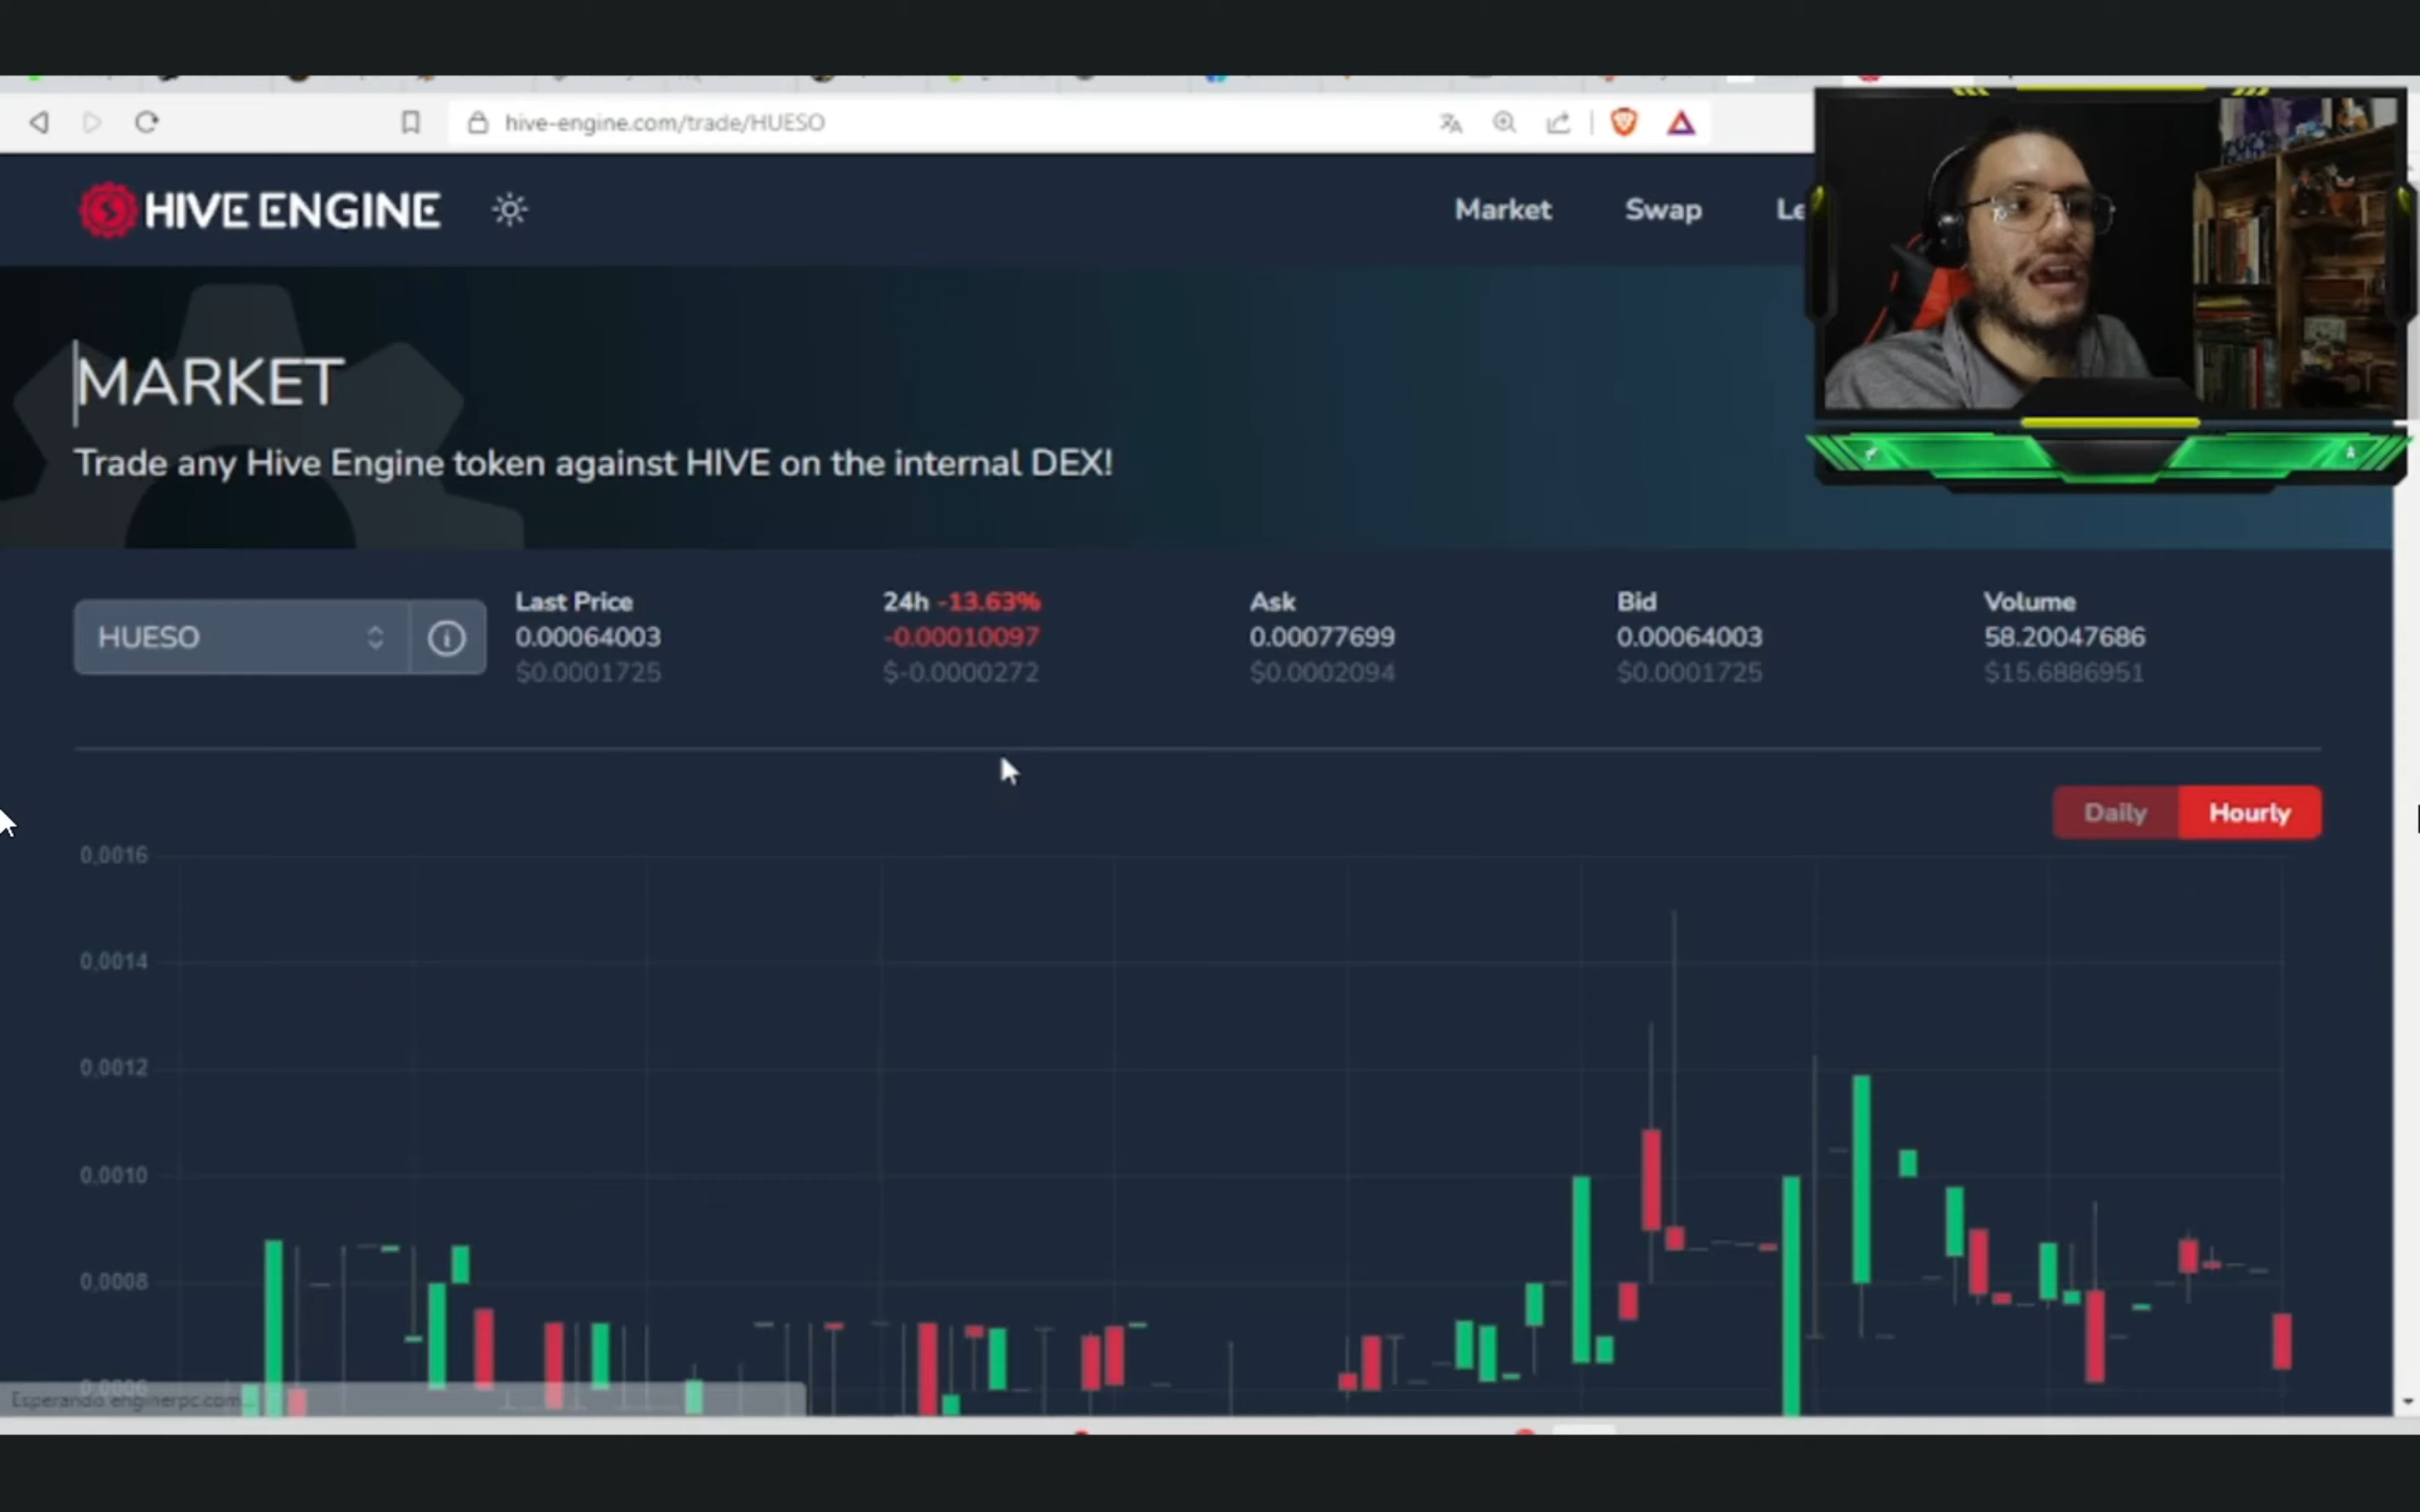 hive-engine.com/trade/HUESO
HIVE ENGINE
Market Swap
MARKET
Trade any Hive Engine token against HIVE on the internal DEX!
HUESO
Last Price
0.00064003
$0.0001725
24h -13.63%
-0.00010097
$-0.0000272
Ask
0.00077699
$0.0002094
Bid
0.00064003
$0.0001725
Volume
58.20047686
$15.6886951
Daily Hourly
0,0016
0,0014
0,0012
0,0010
0,0008
0,0006
Esperando enginerpc.com...